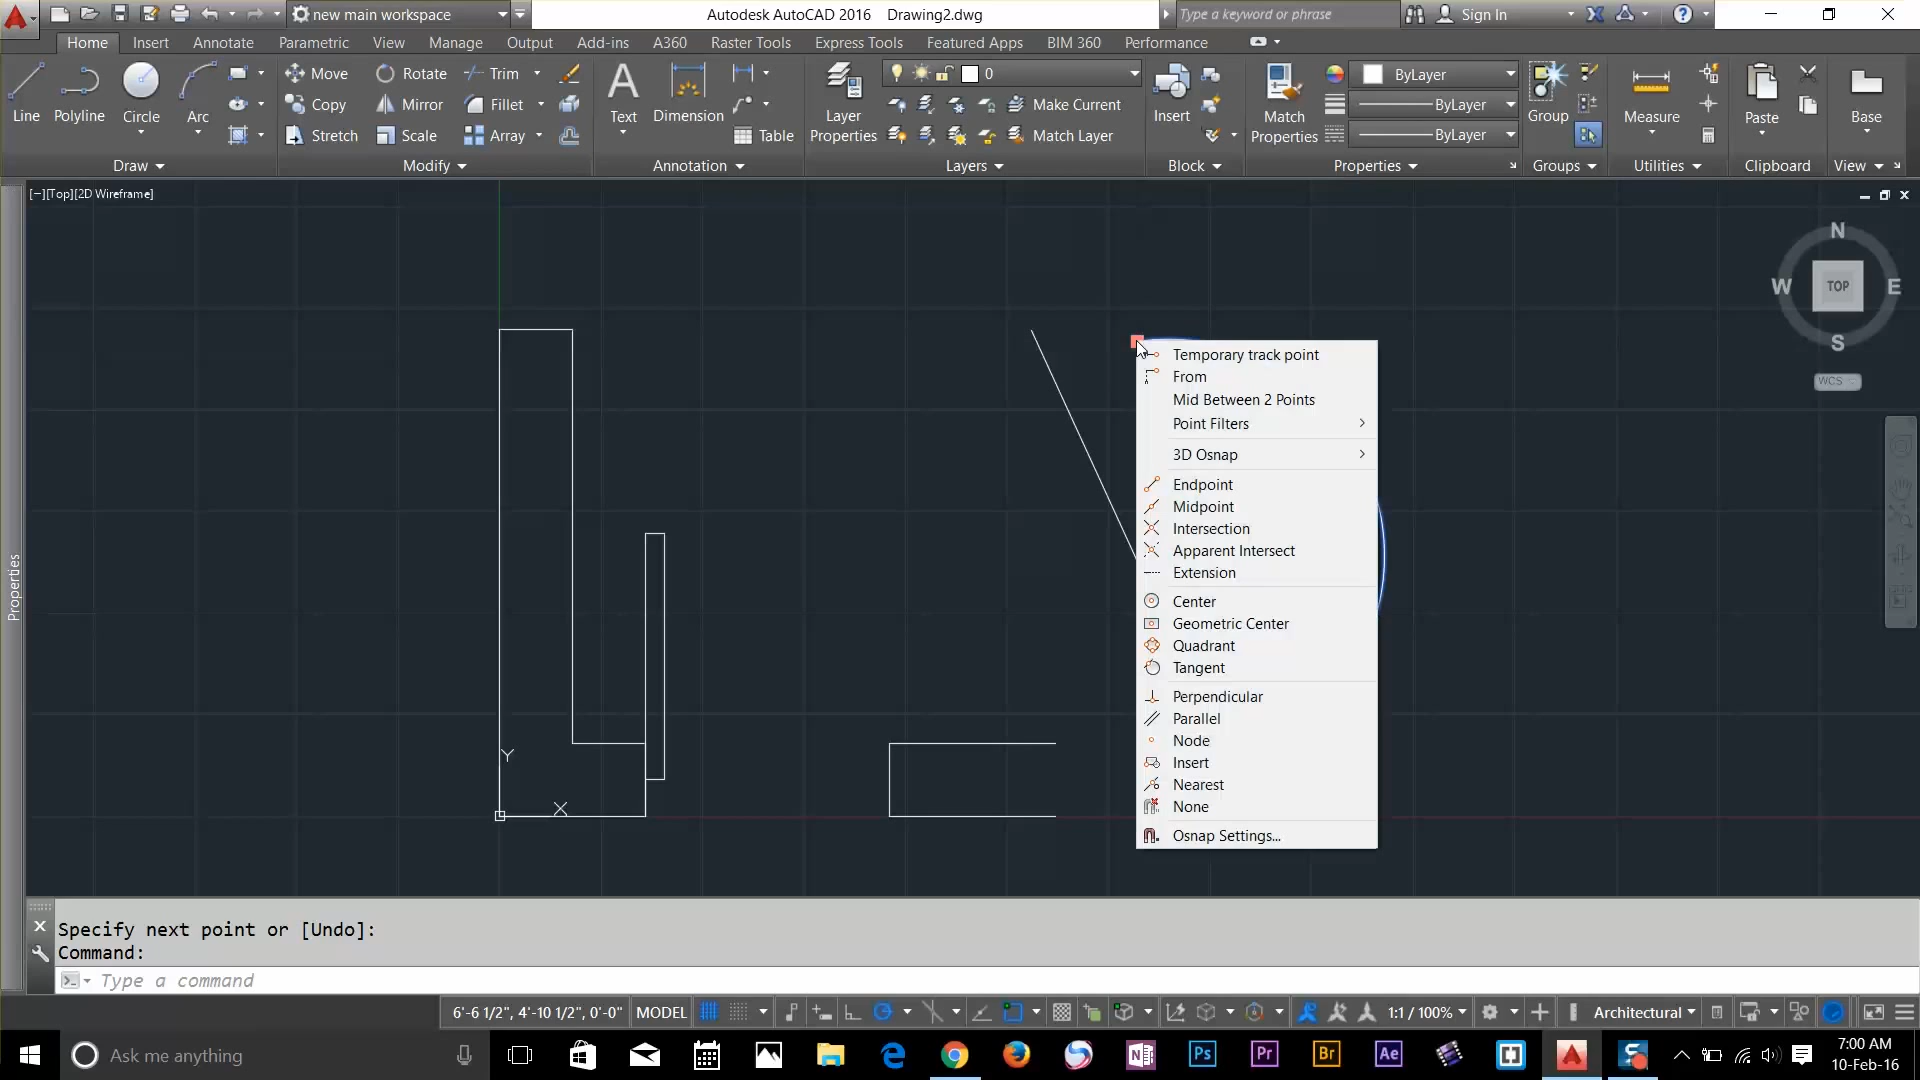 new main workspace
Autodesk AutoCAD 2016 Drawing2.dwg
Type a keyword or phrase
Sign In
Home Insert Annotate Parametric View Manage Output Add-ins A360 Raster Tools Express Tools Featured Apps BIM 360 Performance
Line Polyline Circle Arc
Move Rotate Trim
Copy Mirror Fillet
Stretch Scale Array
Text Dimension Table
Layer Properties
0
Make Current
Match Layer
Insert
Match Properties
ByLayer
ByLayer
ByLayer
Group
Measure
Paste
Base
Draw Modify Annotation Layers Block Properties Groups Utilities Clipboard View
[−][Top][2D Wireframe]
N
W TOP E
S
WCS
Properties
Y
X
Temporary track point
From
Mid Between 2 Points
Point Filters
3D Osnap
Endpoint
Midpoint
Intersection
Apparent Intersect
Extension
Center
Geometric Center
Quadrant
Tangent
Perpendicular
Parallel
Node
Insert
Nearest
None
Osnap Settings...
Specify next point or [Undo]:
Command:
Type a command
6'-6 1/2", 4'-10 1/2", 0'-0" MODEL 1:1 / 100% Architectural
Ask me anything
Ps Pr Br Ae
7:00 AM
10-Feb-16